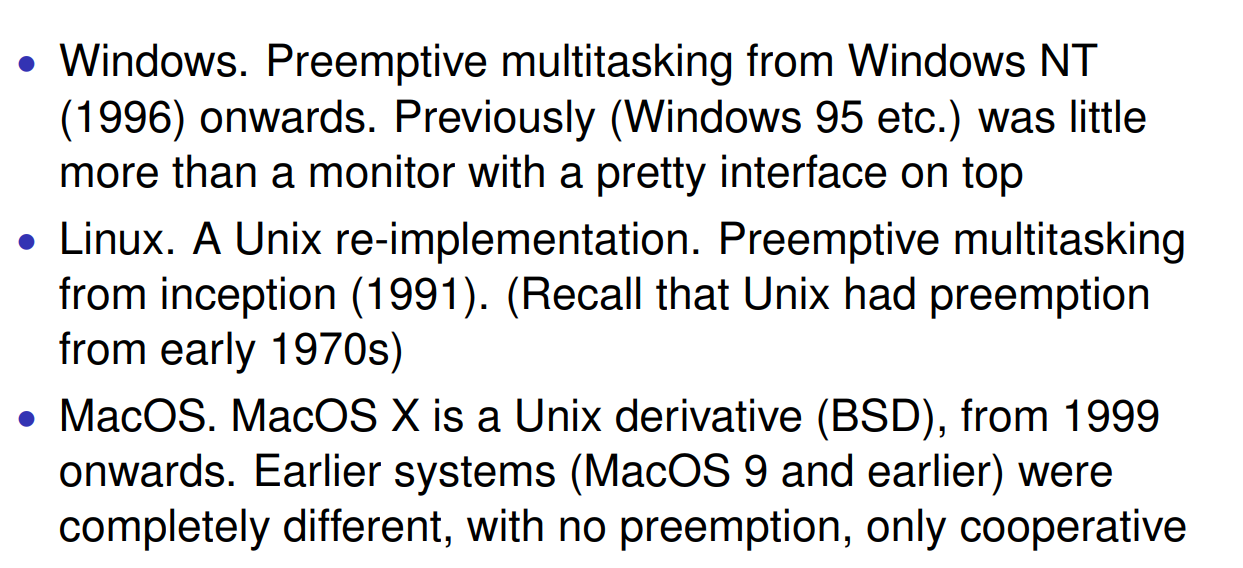 • Windows. Preemptive multitasking from Windows NT
(1996) onwards. Previously (Windows 95 etc.) was little
more than a monitor with a pretty interface on top
• Linux. A Unix re-implementation. Preemptive multitasking
from inception (1991). (Recall that Unix had preemption
from early 1970s)
• MacOS. MacOS X is a Unix derivative (BSD), from 1999
onwards. Earlier systems (MacOS 9 and earlier) were
completely different, with no preemption, only cooperative